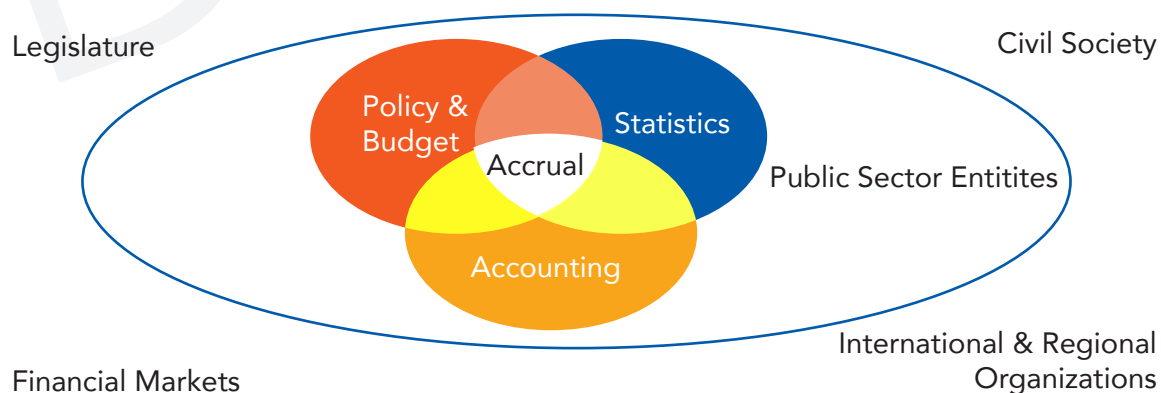 Legislature
Civil Society
Policy &
Budget
Statistics
Accrual
Public Sector Entitites
Accounting
International & Regional
Organizations
Financial Markets